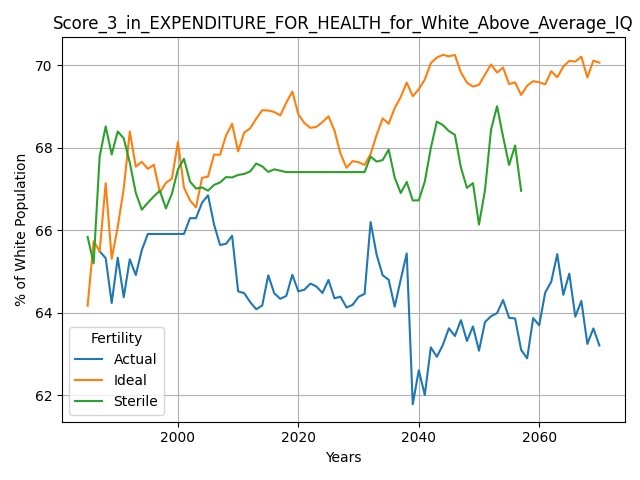 Score_3_in_EXPENDITURE_FOR_HEALTH_for_White_Above_Average_IQ
% of White Population
70
68
66
64
62
Fertility
Actual
Ideal
Sterile
2000
2020
2040
2060
Years